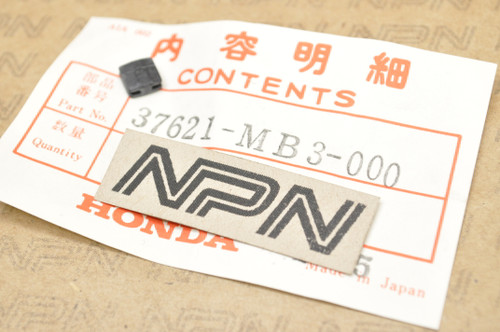 内容明細
CONTENTS
部品番号
Part No.
37621-MB3-000
数量
Quantity
NPN
HONDA
5
Made in Japan